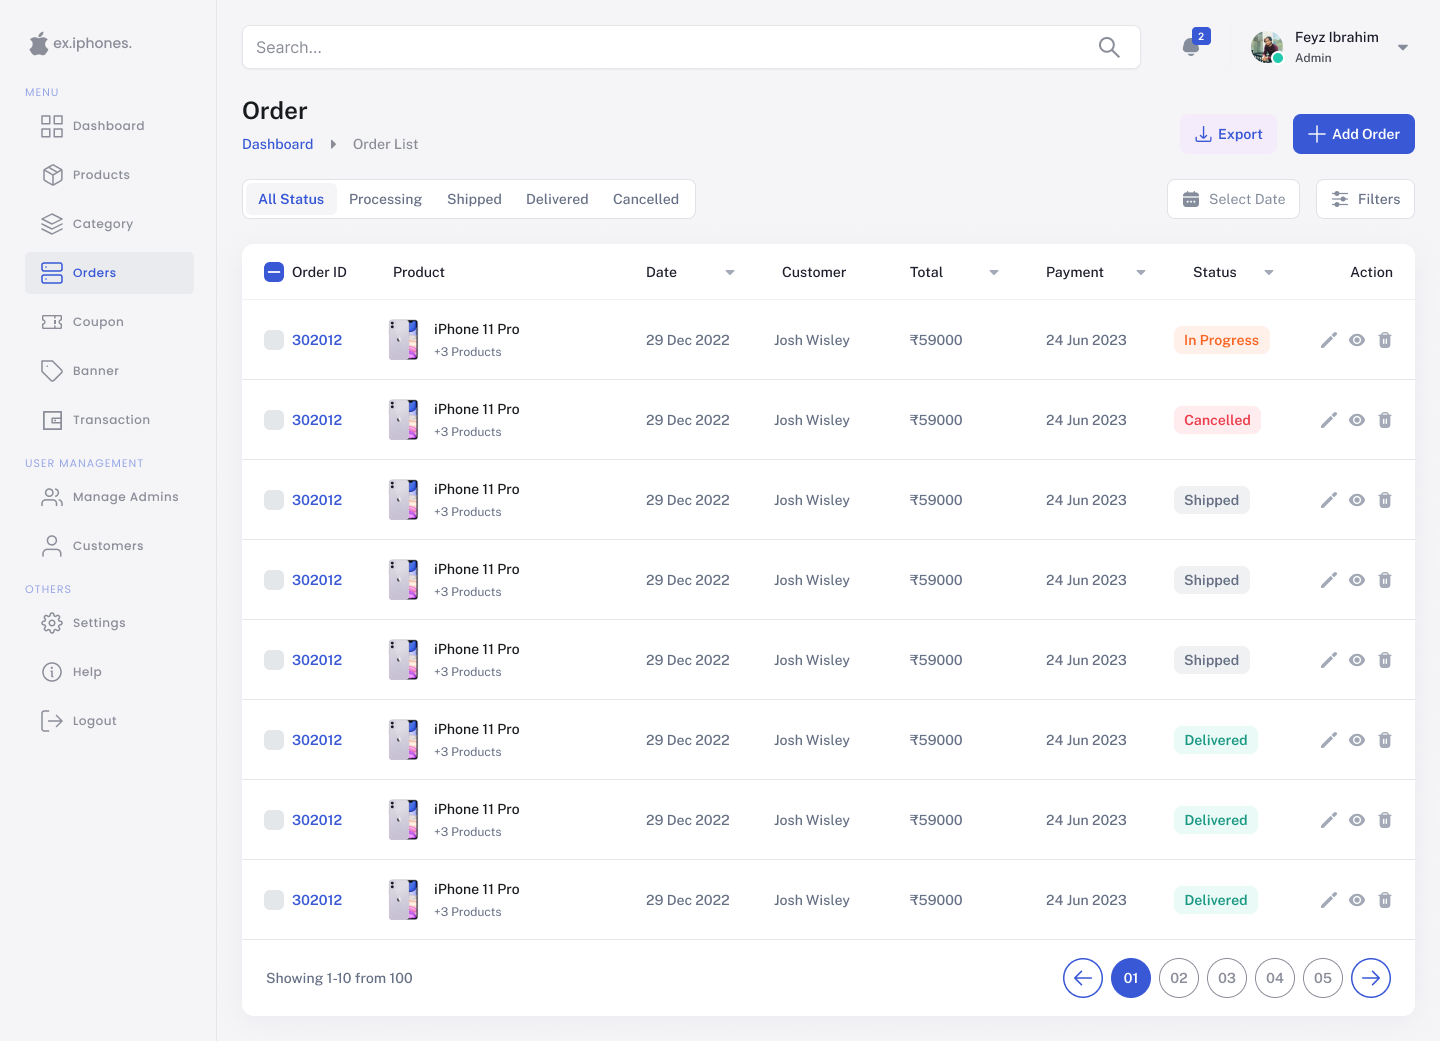 ex.iphones.
MENU
Dashboard
Products
Category
Orders
Coupon
Banner
Transaction
USER MANAGEMENT
Manage Admins
Customers
OTHERS
Settings
Help
Logout
Search...
2
Feyz Ibrahim
Admin
Order
Dashboard Order List
Export
Add Order
All Status Processing Shipped Delivered Cancelled
Select Date
Filters
Order ID Product Date Customer Total Payment Status Action
302012 iPhone 11 Pro 29 Dec 2022 Josh Wisley ₹59000 24 Jun 2023 In Progress
+3 Products
302012 iPhone 11 Pro 29 Dec 2022 Josh Wisley ₹59000 24 Jun 2023 Cancelled
+3 Products
302012 iPhone 11 Pro 29 Dec 2022 Josh Wisley ₹59000 24 Jun 2023 Shipped
+3 Products
302012 iPhone 11 Pro 29 Dec 2022 Josh Wisley ₹59000 24 Jun 2023 Shipped
+3 Products
302012 iPhone 11 Pro 29 Dec 2022 Josh Wisley ₹59000 24 Jun 2023 Shipped
+3 Products
302012 iPhone 11 Pro 29 Dec 2022 Josh Wisley ₹59000 24 Jun 2023 Delivered
+3 Products
302012 iPhone 11 Pro 29 Dec 2022 Josh Wisley ₹59000 24 Jun 2023 Delivered
+3 Products
302012 iPhone 11 Pro 29 Dec 2022 Josh Wisley ₹59000 24 Jun 2023 Delivered
+3 Products
Showing 1-10 from 100
01 02 03 04 05